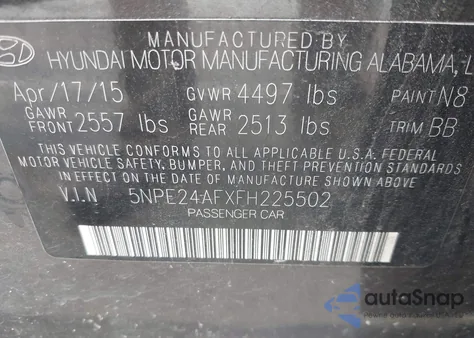 MANUFACTURED BY
HYUNDAI MOTOR MANUFACTURING ALABAMA, L
Apr/17/15 GVWR 4497 lbs PAINT N8
GAWR FRONT 2557 lbs GAWR REAR 2513 lbs TRIM BB
THIS VEHICLE CONFORMS TO ALL APPLICABLE U.S.A. FEDERAL
MOTOR VEHICLE SAFETY, BUMPER, AND THEFT PREVENTION STANDARDS
IN EFFECT ON THE DATE OF MANUFACTURE SHOWN ABOVE
V.I.N 5NPE24AFXFH225502
PASSENGER CAR
autoSnap